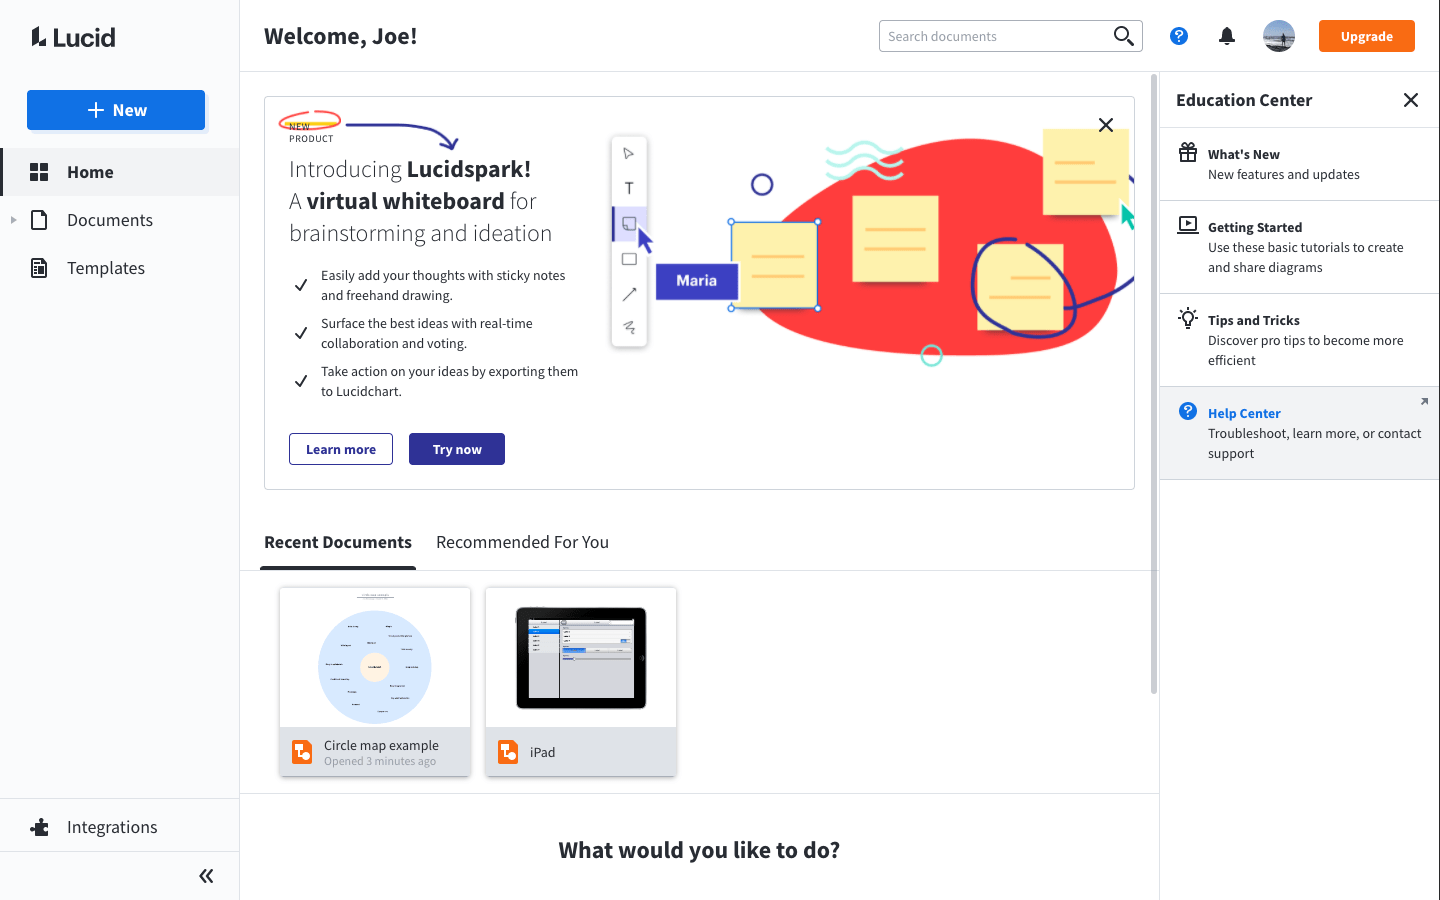 Lucid
New
Home
Documents
Templates
Integrations
Welcome, Joe!
Search documents
Upgrade
NEW
PRODUCT
Introducing Lucidspark!
A virtual whiteboard for
brainstorming and ideation
Easily add your thoughts with sticky notes
and freehand drawing.
Surface the best ideas with real-time
collaboration and voting.
Take action on your ideas by exporting them
to Lucidchart.
Learn more
Try now
T
Maria
Recent Documents
Recommended For You
Circle map example
Opened 3 minutes ago
iPad
What would you like to do?
Education Center
What's New
New features and updates
Getting Started
Use these basic tutorials to create
and share diagrams
Tips and Tricks
Discover pro tips to become more
efficient
Help Center
Troubleshoot, learn more, or contact
support